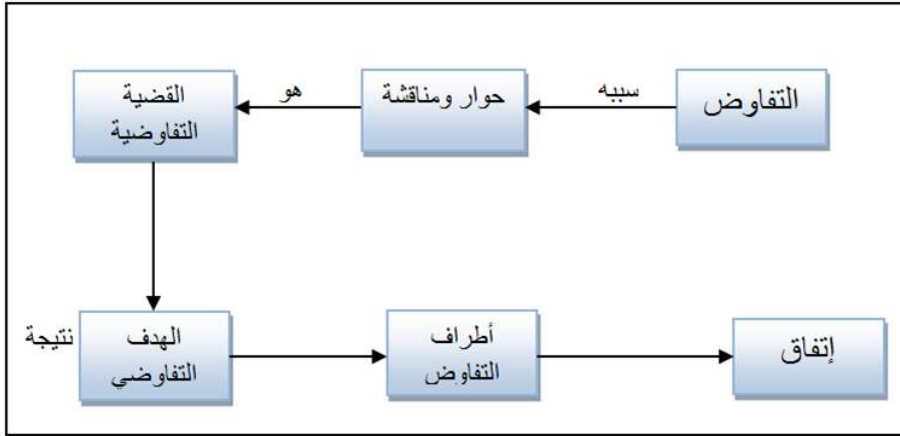 التفاوض
سببه
حوار ومناقشة
هو
القضية
التفاوضية
نتيجة
الهدف
التفاوضي
أطراف
التفاوض
إتفاق